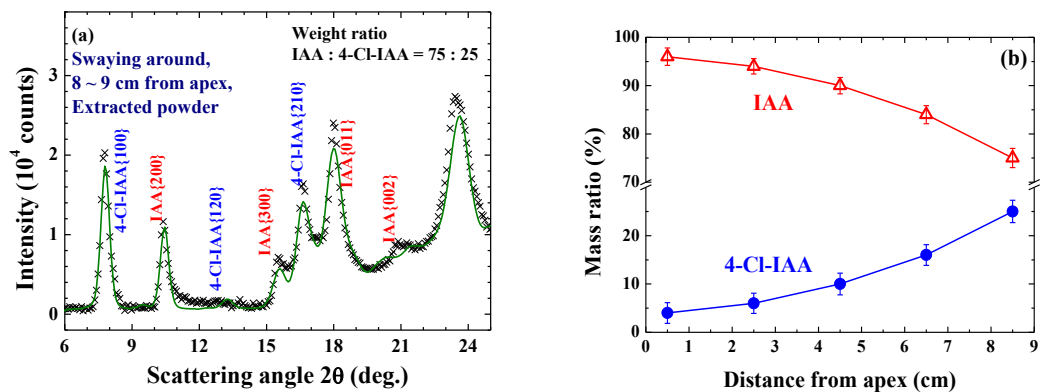 (a)
Weight ratio
IAA : 4-Cl-IAA = 75 : 25
Swaying around,
8 ~ 9 cm from apex,
Extracted powder
4-Cl-IAA{100}
IAA{200}
4-Cl-IAA{120}
IAA{300}
4-Cl-IAA{210}
IAA{011}
IAA{002}
Intensity (10⁴ counts)
3
2
1
0
6 9 12 15 18 21 24
Scattering angle 2θ (deg.)
(b)
IAA
4-Cl-IAA
Mass ratio (%)
100
90
80
70
20
10
0
0 1 2 3 4 5 6 7 8 9
Distance from apex (cm)